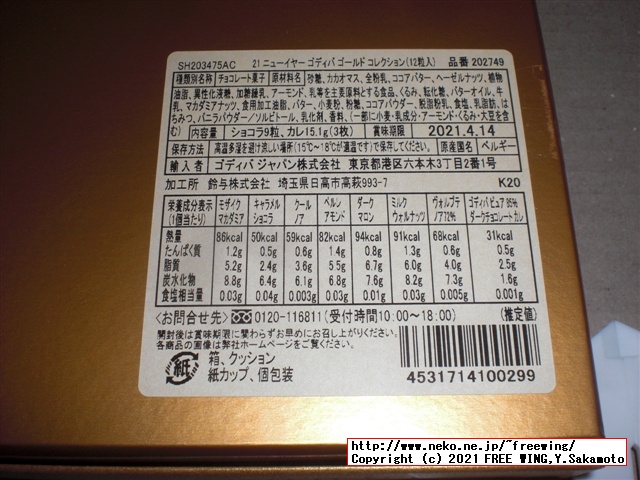 SH203475AC 21 ニューイヤー ゴディバ ゴールド コレクション(12粒入) 品番 202749
種類別名称 チョコレート菓子 原材料名 砂糖、カカオマス、全粉乳、ココアバター、ヘーゼルナッツ、植物
油脂、異性化液糖、加糖練乳、アーモンド、乳等を主要原料とする食品、くるみ、転化糖、バターオイル、牛
乳、マカダミアナッツ、食用加工油脂、バター、小麦粉、粉糖、ココアパウダー、脱脂粉乳、食塩、乳脂肪、は
ちみつ、バニラパウダー/ソルビトール、乳化剤、香料、(一部に小麦・乳成分・アーモンド・くるみ・大豆を含
む) 内容量 ショコラ9粒、カレ15.1g(3枚) 賞味期限 2021.4.14
保存方法 高温多湿を避け涼しい場所(15℃~18℃が適温です)で保存してください。 原産国名 ベルギー
輸入者 ゴディバ ジャパン株式会社 東京都港区六本木3丁目2番1号
加工所 鈴与株式会社 埼玉県日高市高萩993-7 K20
栄養成分表示 (1個当たり) モザイク マカダミア キャラメル ショコラ クール ノア ベルン アモンド ダーク マロン ミルク ウォルナッツ ヴォルプテ ノア72% ゴディバ ピュア 85% ダークチョコレート カレ
熱量 86kcal 50kcal 59kcal 82kcal 94kcal 91kcal 68kcal 31kcal
たんぱく質 1.2g 0.5g 0.6g 1.4g 0.8g 1.3g 0.6g 0.5g
脂質 5.2g 2.4g 3.6g 5.5g 6.7g 6.0g 4.0g 2.5g
炭水化物 8.8g 6.4g 6.1g 6.8g 7.6g 8.2g 7.3g 1.6g
食塩相当量 0.03g 0.04g 0.003g 0.03g 0.01g 0.03g 0.005g 0.001g
<お問合せ先> 0120-116811(受付時間10:00~18:00) (推定値)
開封後は賞味期限に関わらずお早めにお召し上がりください。
各商品の画像は弊社ホームページをご覧ください。
紙 箱、クッション
紙カップ、個包装
4531714100299
http://www.neko.ne.jp/~freewing/
Copyright (c) 2021 FREE WING,Y.Sakamoto